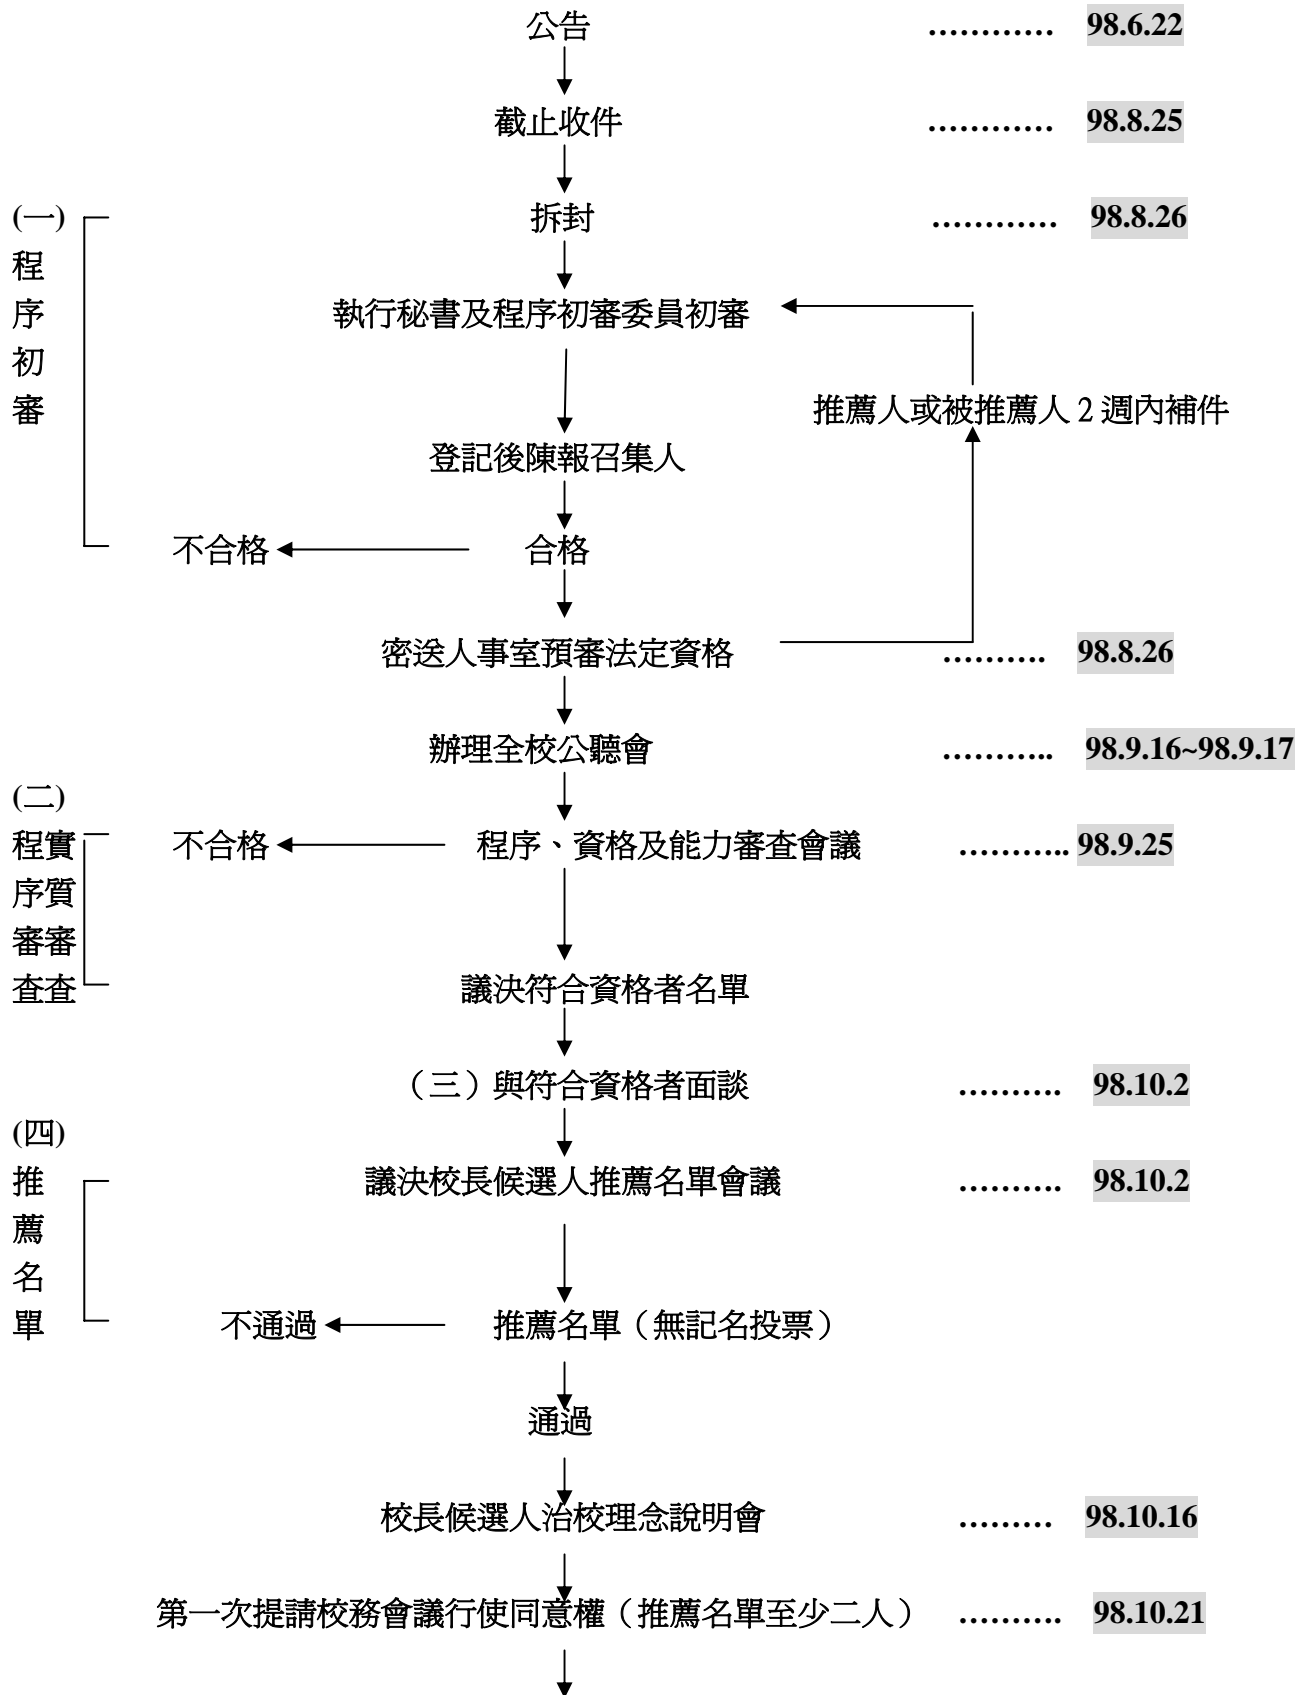 公告 ………… 98.6.22
截止收件 ………… 98.8.25
(一) 拆封 ………… 98.8.26
程
序 執行秘書及程序初審委員初審
初
審 推薦人或被推薦人 2 週內補件
登記後陳報召集人
不合格 合格
密送人事室預審法定資格 ………. 98.8.26
辦理全校公聽會 ……….. 98.9.16~98.9.17
(二)
程實 不合格 程序、資格及能力審查會議 ……….. 98.9.25
序質
審審
查查 議決符合資格者名單
（三）與符合資格者面談 ………. 98.10.2
(四)
推 議決校長候選人推薦名單會議 ………. 98.10.2
薦
名
單 不通過 推薦名單（無記名投票）
通過
校長候選人治校理念說明會 ……… 98.10.16
第一次提請校務會議行使同意權（推薦名單至少二人） ………. 98.10.21